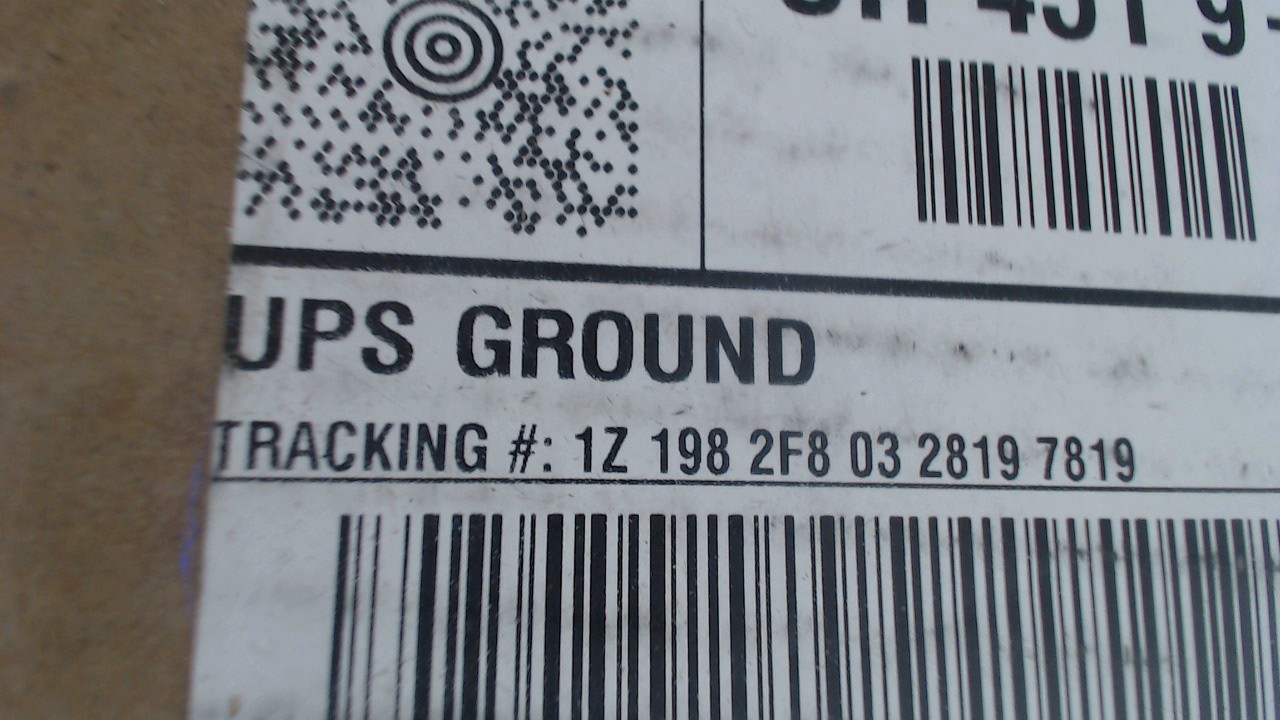 UPS GROUND
TRACKING #: 1Z 198 2F8 03 2819 7819